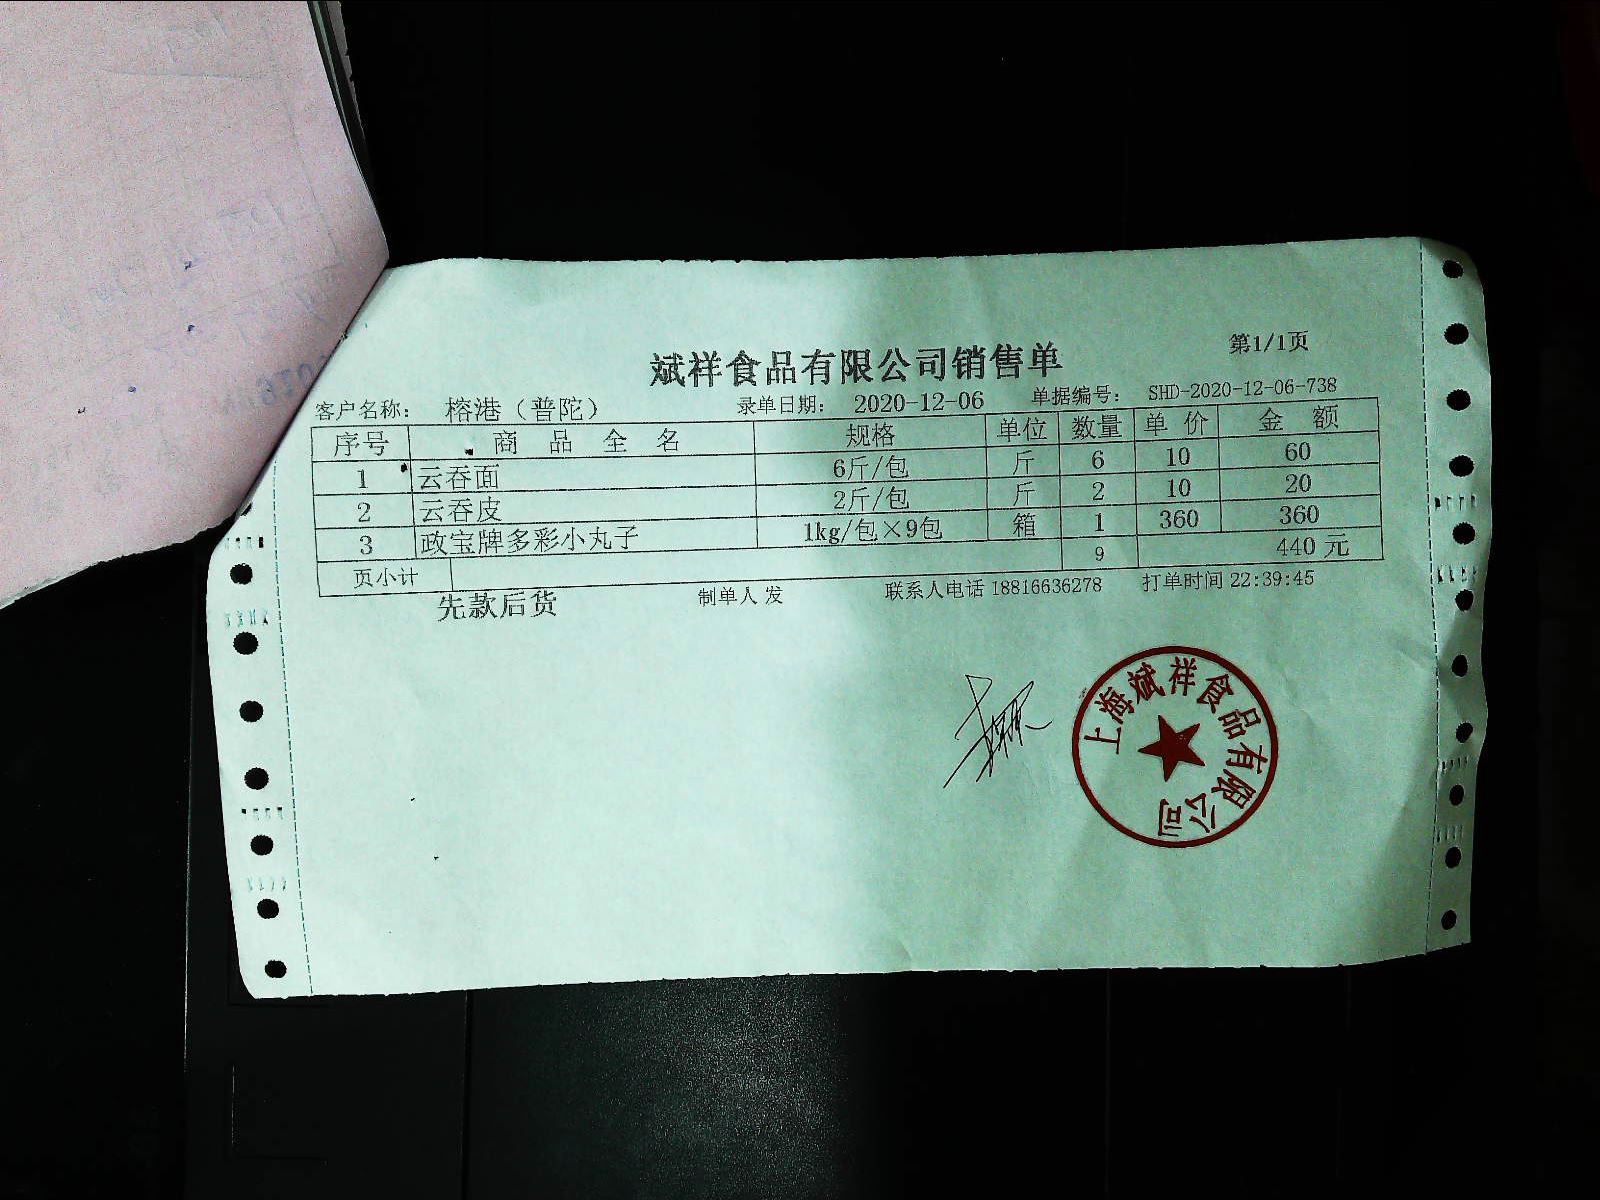 斌祥食品有限公司销售单
第1/1页
客户名称： 榕港（普陀） 录单日期： 2020-12-06 单据编号： SHD-2020-12-06-738
序号 商 品 全 名 规格 单位 数量 单 价 金 额
1 云吞面 6斤/包 斤 6 10 60
2 云吞皮 2斤/包 斤 2 10 20
3 政宝牌多彩小丸子 1kg/包×9包 箱 1 360 360
页小计 9 440 元
先款后货 制单人 发 联系人电话 18816636278 打单时间 22:39:45
上海斌祥食品有限公司